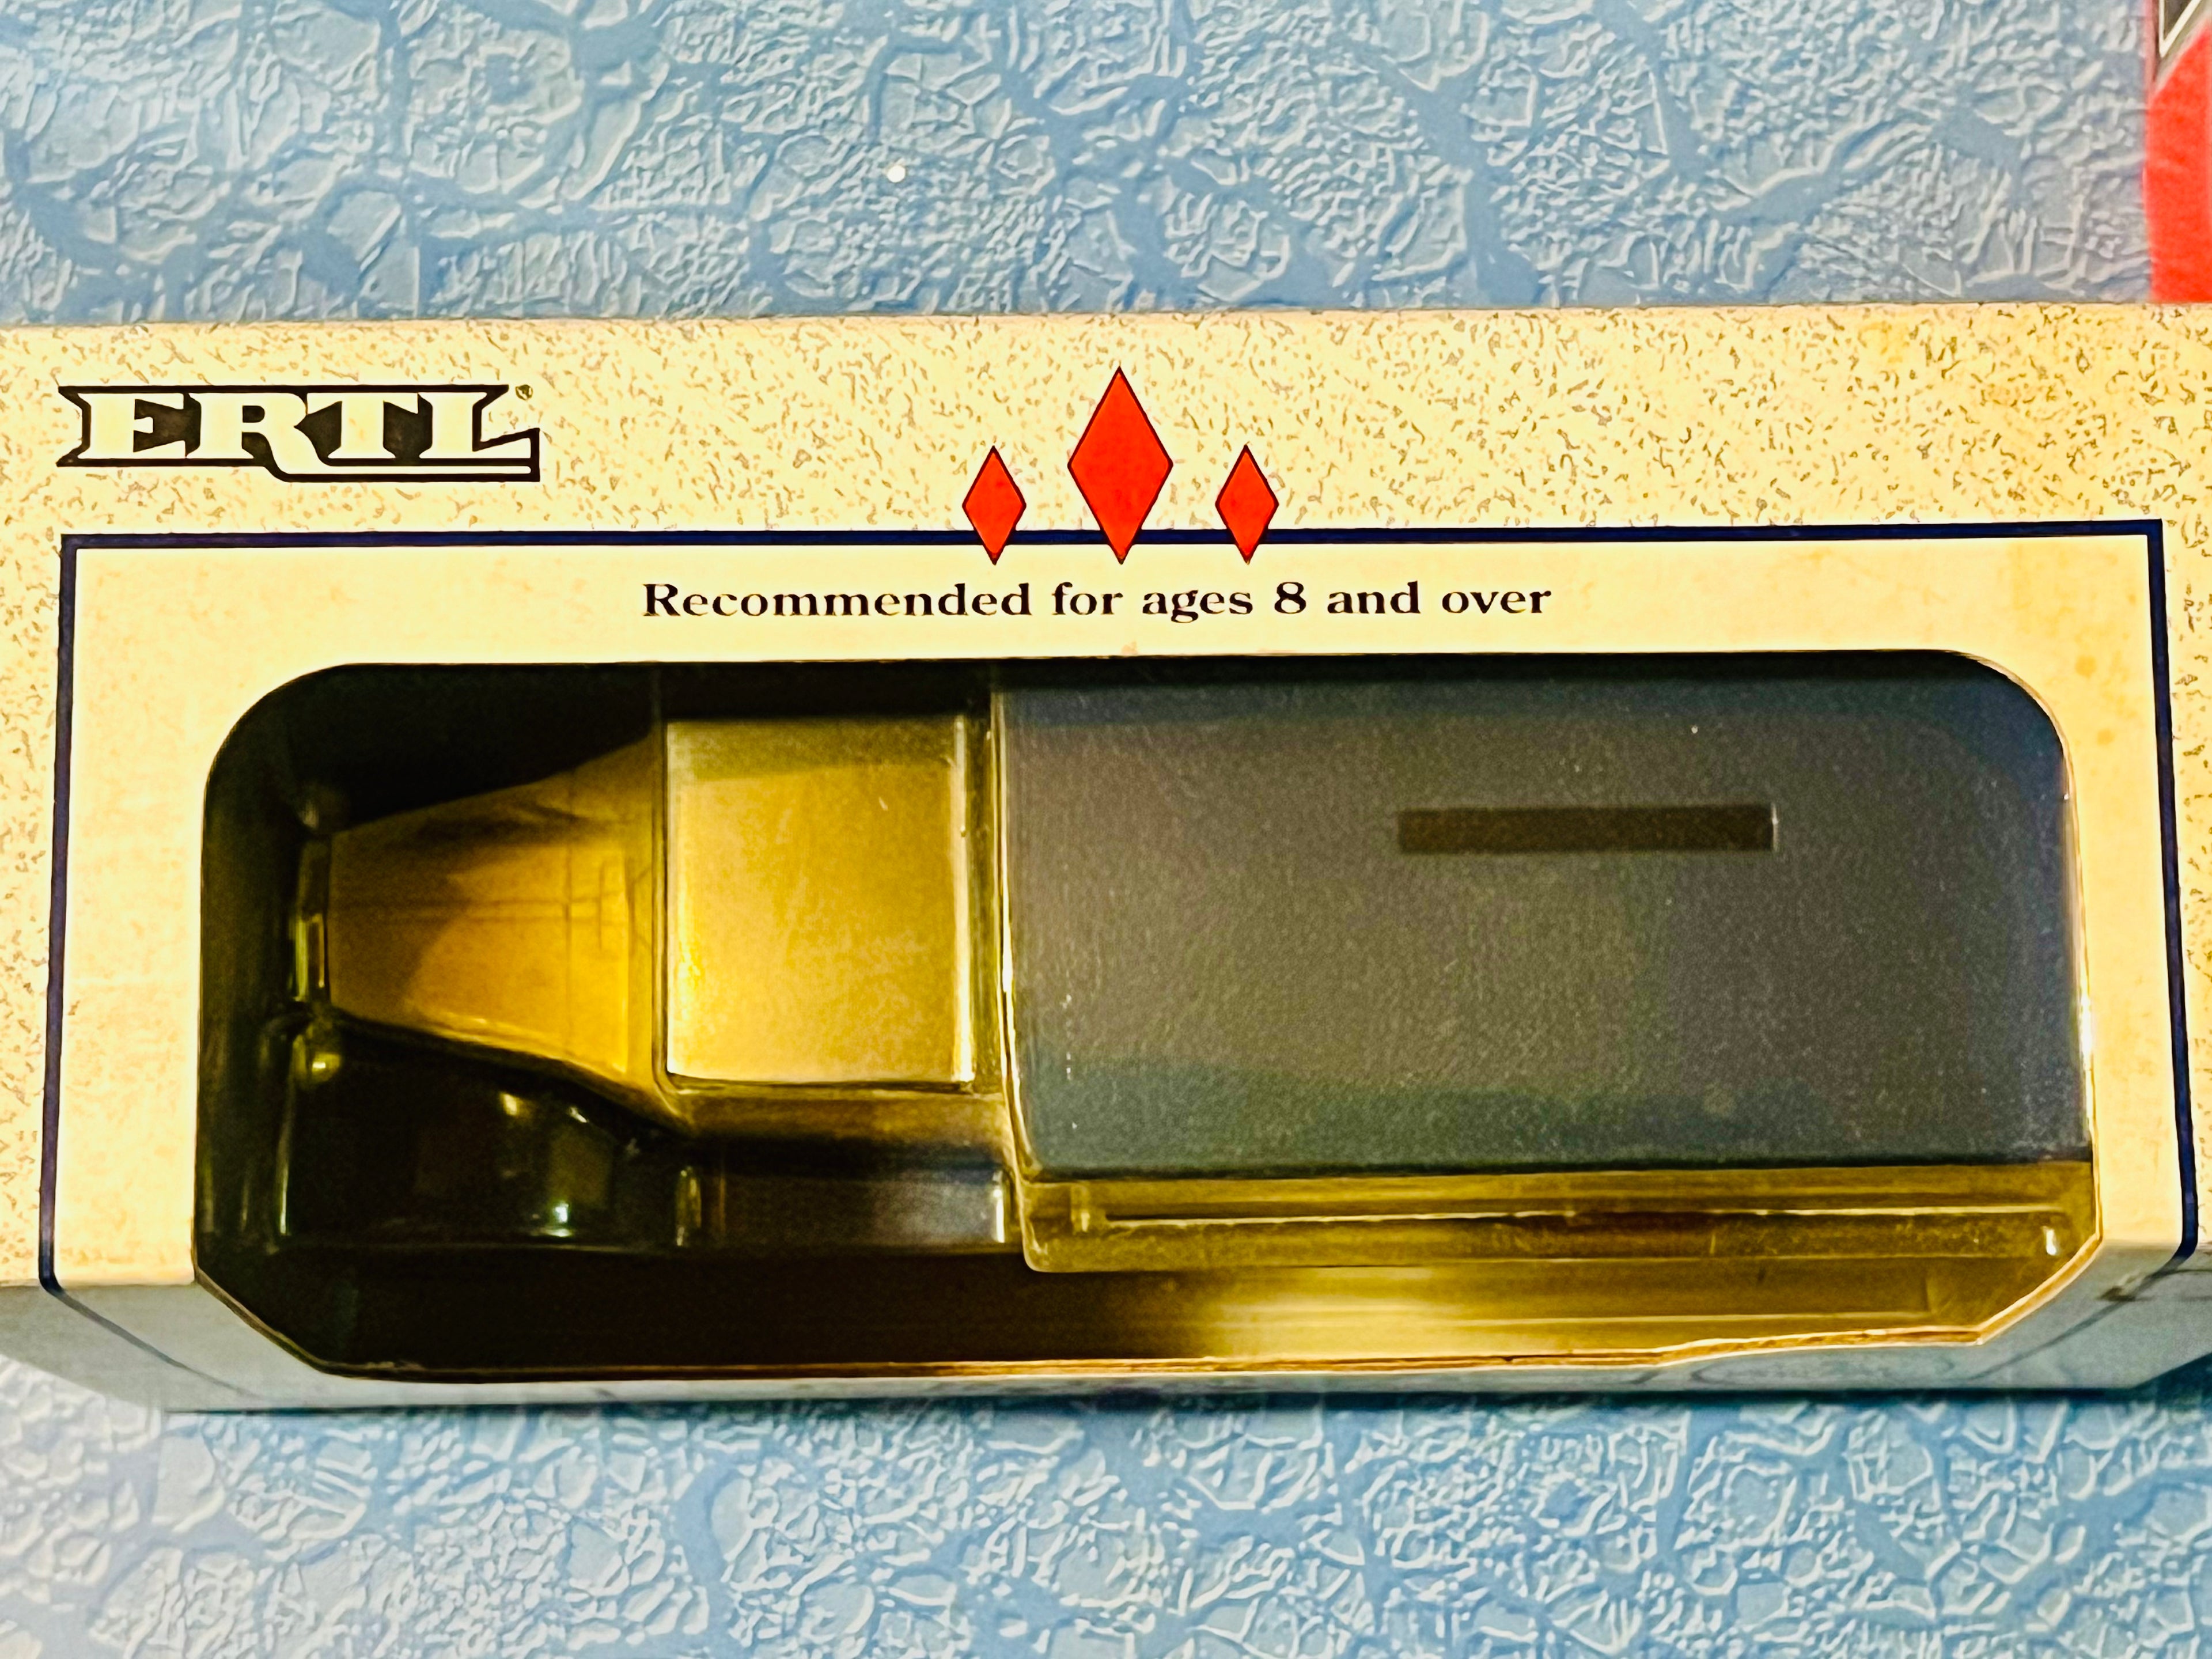 ERTL®
Recommended for ages 8 and over